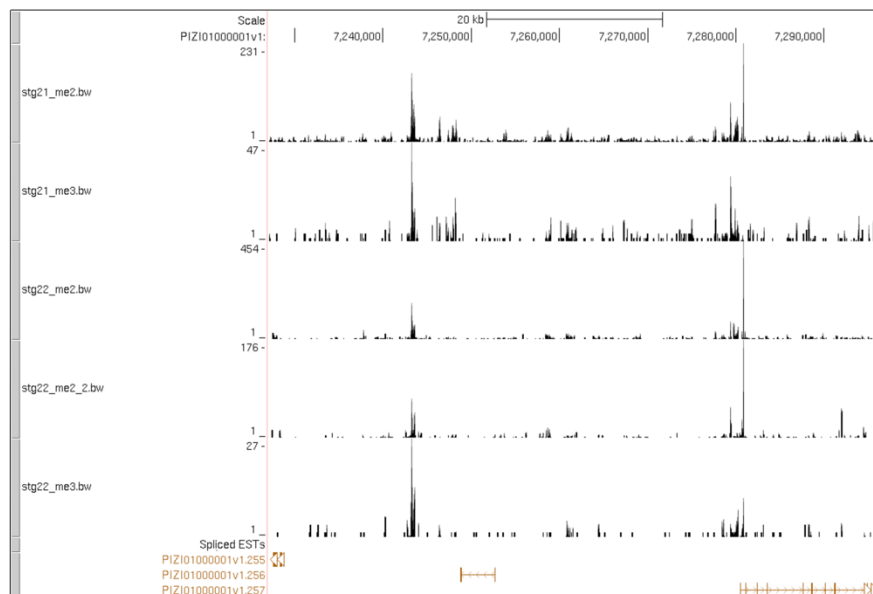 Scale 20 kb
PIZI01000001v1: 7,240,000 7,250,000 7,260,000 7,270,000 7,280,000 7,290,000
231 -
stg21_me2.bw
1 _
47 -
stg21_me3.bw
1 _
454 -
stg22_me2.bw
1 _
176 -
stg22_me2_2.bw
1 _
27 -
stg22_me3.bw
1 _
Spliced ESTs
PIZI01000001v1.255
PIZI01000001v1.256
PIZI01000001v1.257